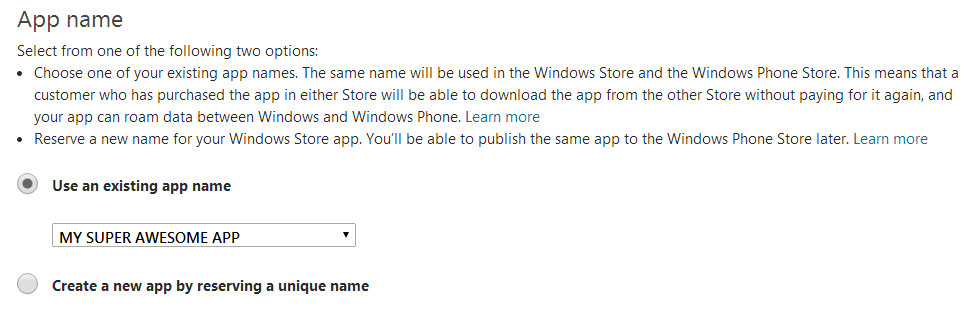 App name
Select from one of the following two options:
• Choose one of your existing app names. The same name will be used in the Windows Store and the Windows Phone Store. This means that a
customer who has purchased the app in either Store will be able to download the app from the other Store without paying for it again, and
your app can roam data between Windows and Windows Phone. Learn more
• Reserve a new name for your Windows Store app. You'll be able to publish the same app to the Windows Phone Store later. Learn more
Use an existing app name
MY SUPER AWESOME APP
Create a new app by reserving a unique name